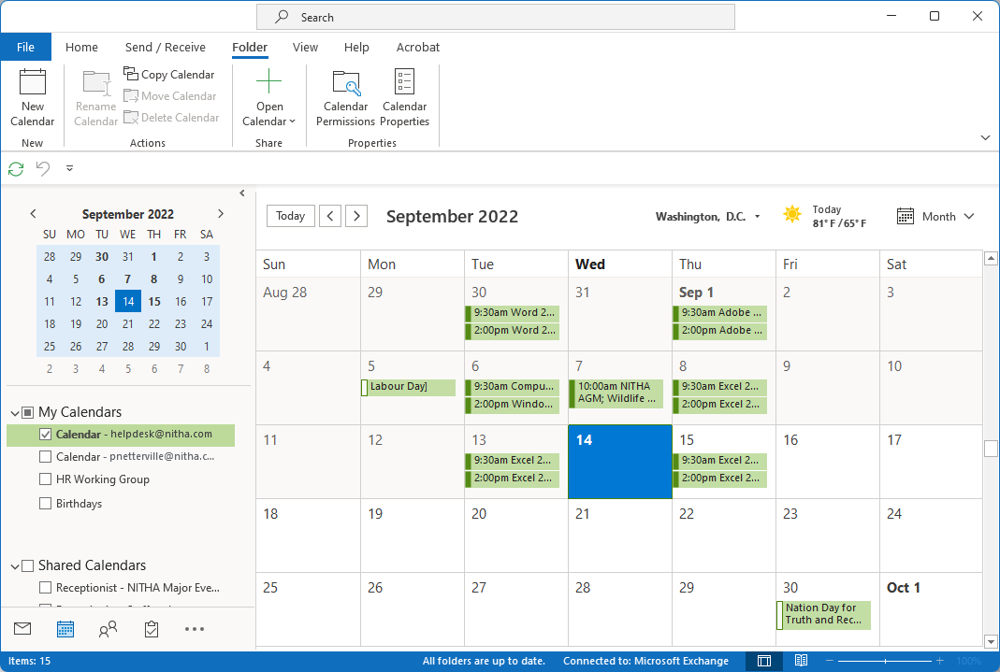 Search
File Home Send / Receive Folder View Help Acrobat
New Calendar
Rename Calendar
Copy Calendar
Move Calendar
Delete Calendar
Open Calendar
Calendar Permissions
Calendar Properties
New Actions Share Properties
September 2022
SU MO TU WE TH FR SA
28 29 30 31 1 2 3
4 5 6 7 8 9 10
11 12 13 14 15 16 17
18 19 20 21 22 23 24
25 26 27 28 29 30 1
2 3 4 5 6 7 8
My Calendars
Calendar - helpdesk@nitha.com
Calendar - pnetterville@nitha.c...
HR Working Group
Birthdays
Shared Calendars
Receptionist - NITHA Major Eve...
Today September 2022 Washington, D.C. Today
81° F / 65° F
Month
Sun Mon Tue Wed Thu Fri Sat
Aug 28 29 30 31 Sep 1 2 3
9:30am Word 2... 9:30am Adobe ...
2:00pm Word 2... 2:00pm Adobe ...
4 5 6 7 8 9 10
Labour Day] 9:30am Compu... 10:00am NITHA 9:30am Excel 2...
2:00pm Windo... AGM; Wildlife ... 2:00pm Excel 2...
11 12 13 14 15 16 17
9:30am Excel 2... 9:30am Excel 2...
2:00pm Excel 2... 2:00pm Excel 2...
18 19 20 21 22 23 24
25 26 27 28 29 30 Oct 1
Nation Day for
Truth and Rec...
Items: 15 All folders are up to date. Connected to: Microsoft Exchange 100%